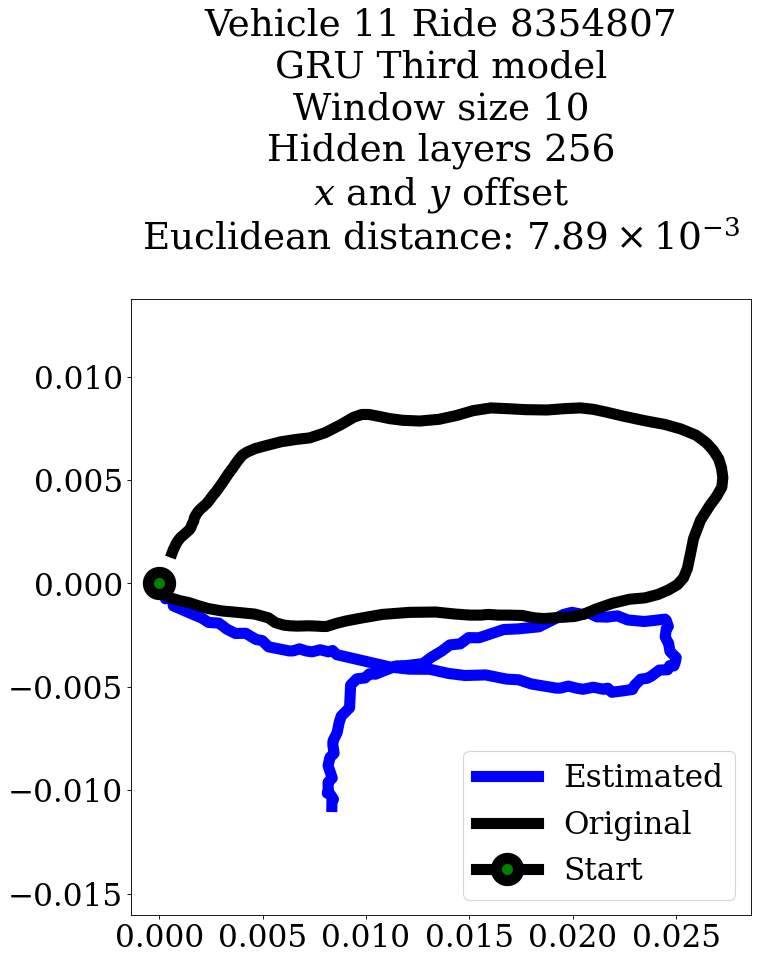 Vehicle 11 Ride 8354807
GRU Third model
Window size 10
Hidden layers 256
x and y offset
Euclidean distance: 7.89 × 10⁻³
0.010
0.005
0.000
−0.005
−0.010
−0.015
Estimated
Original
Start
0.000 0.005 0.010 0.015 0.020 0.025